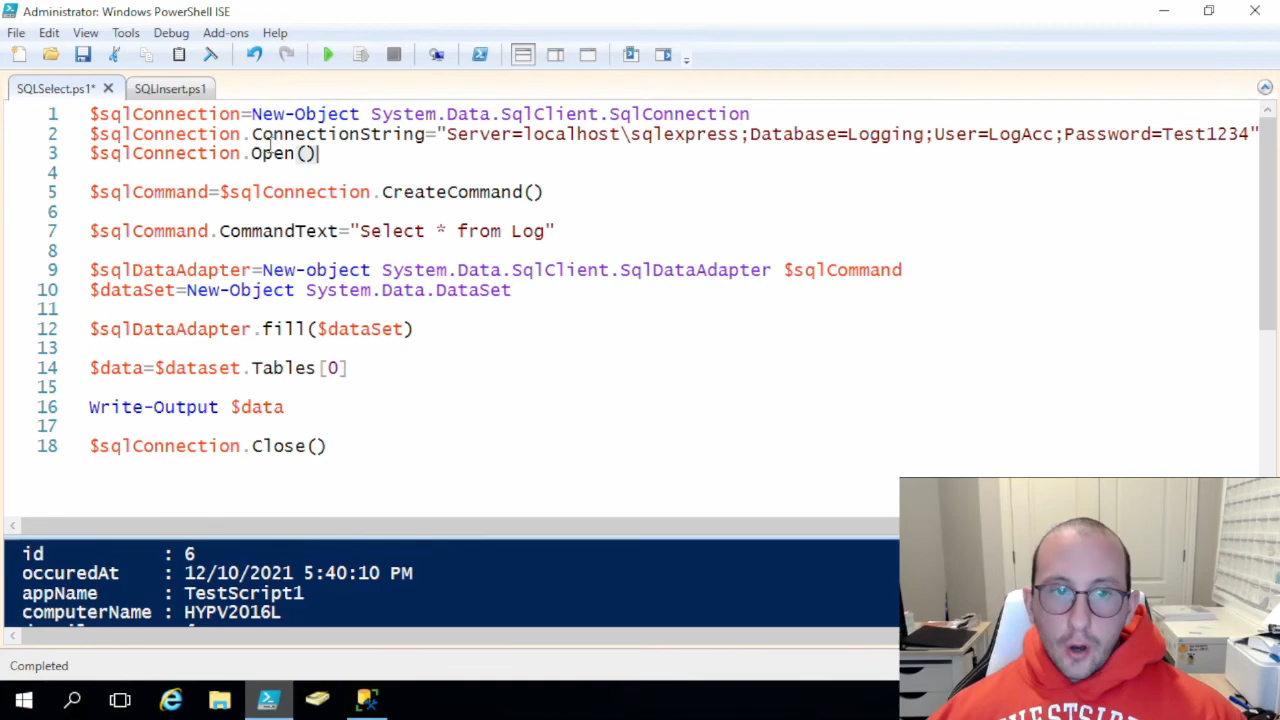 Administrator: Windows PowerShell ISE
File Edit View Tools Debug Add-ons Help
SQLSelect.ps1* SQLInsert.ps1
1 $sqlConnection=New-Object System.Data.SqlClient.SqlConnection
2 $sqlConnection.ConnectionString="Server=localhost\sqlexpress;Database=Logging;User=LogAcc;Password=Test1234"
3 $sqlConnection.Open()
4
5 $sqlCommand=$sqlConnection.CreateCommand()
6
7 $sqlCommand.CommandText="Select * from Log"
8
9 $sqlDataAdapter=New-object System.Data.SqlClient.SqlDataAdapter $sqlCommand
10 $dataSet=New-Object System.Data.DataSet
11
12 $sqlDataAdapter.fill($dataSet)
13
14 $data=$dataset.Tables[0]
15
16 Write-Output $data
17
18 $sqlConnection.Close()
id : 6
occuredAt : 12/10/2021 5:40:10 PM
appName : TestScript1
computerName : HYPV2016L
Completed